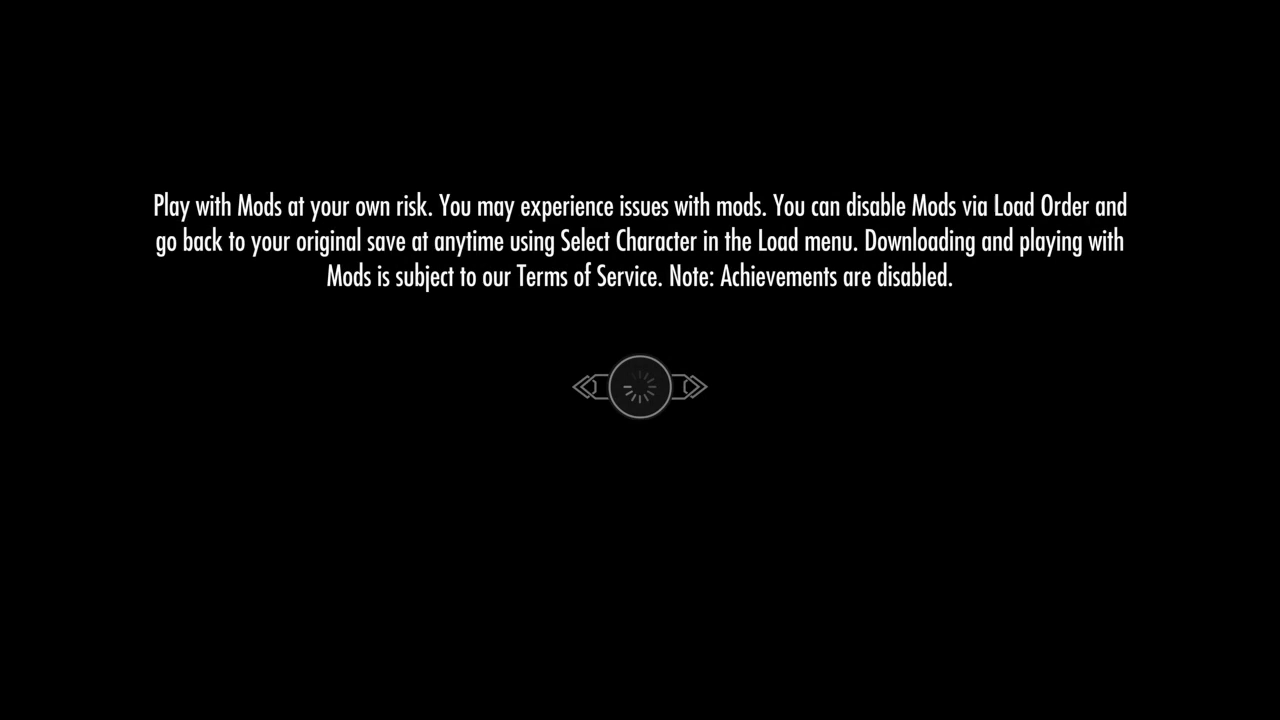 Play with Mods at your own risk. You may experience issues with mods. You can disable Mods via Load Order and
go back to your original save at anytime using Select Character in the Load menu. Downloading and playing with
Mods is subject to our Terms of Service. Note: Achievements are disabled.